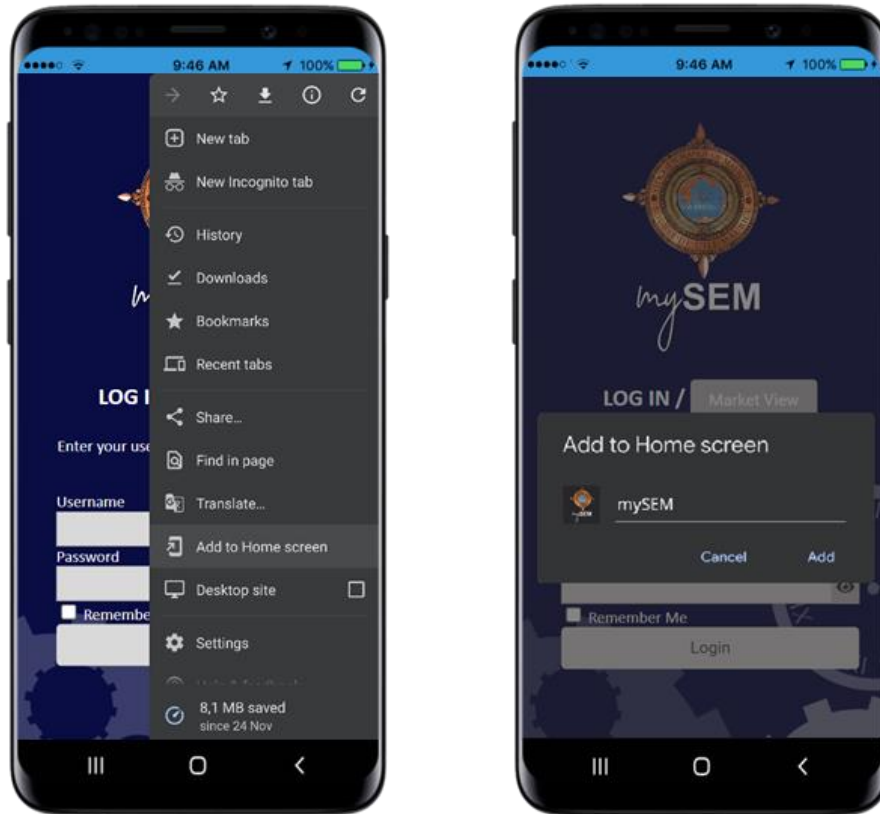 9:46 AM
100%
New tab
New Incognito tab
History
Downloads
Bookmarks
Recent tabs
Share...
Find in page
Translate...
Add to Home screen
Desktop site
Settings
8,1 MB saved
since 24 Nov
LOG I
Enter your use
Username
Password
Remembe
9:46 AM
100%
mySEM
LOG IN / Market View
Add to Home screen
mySEM
Cancel
Add
Remember Me
Login